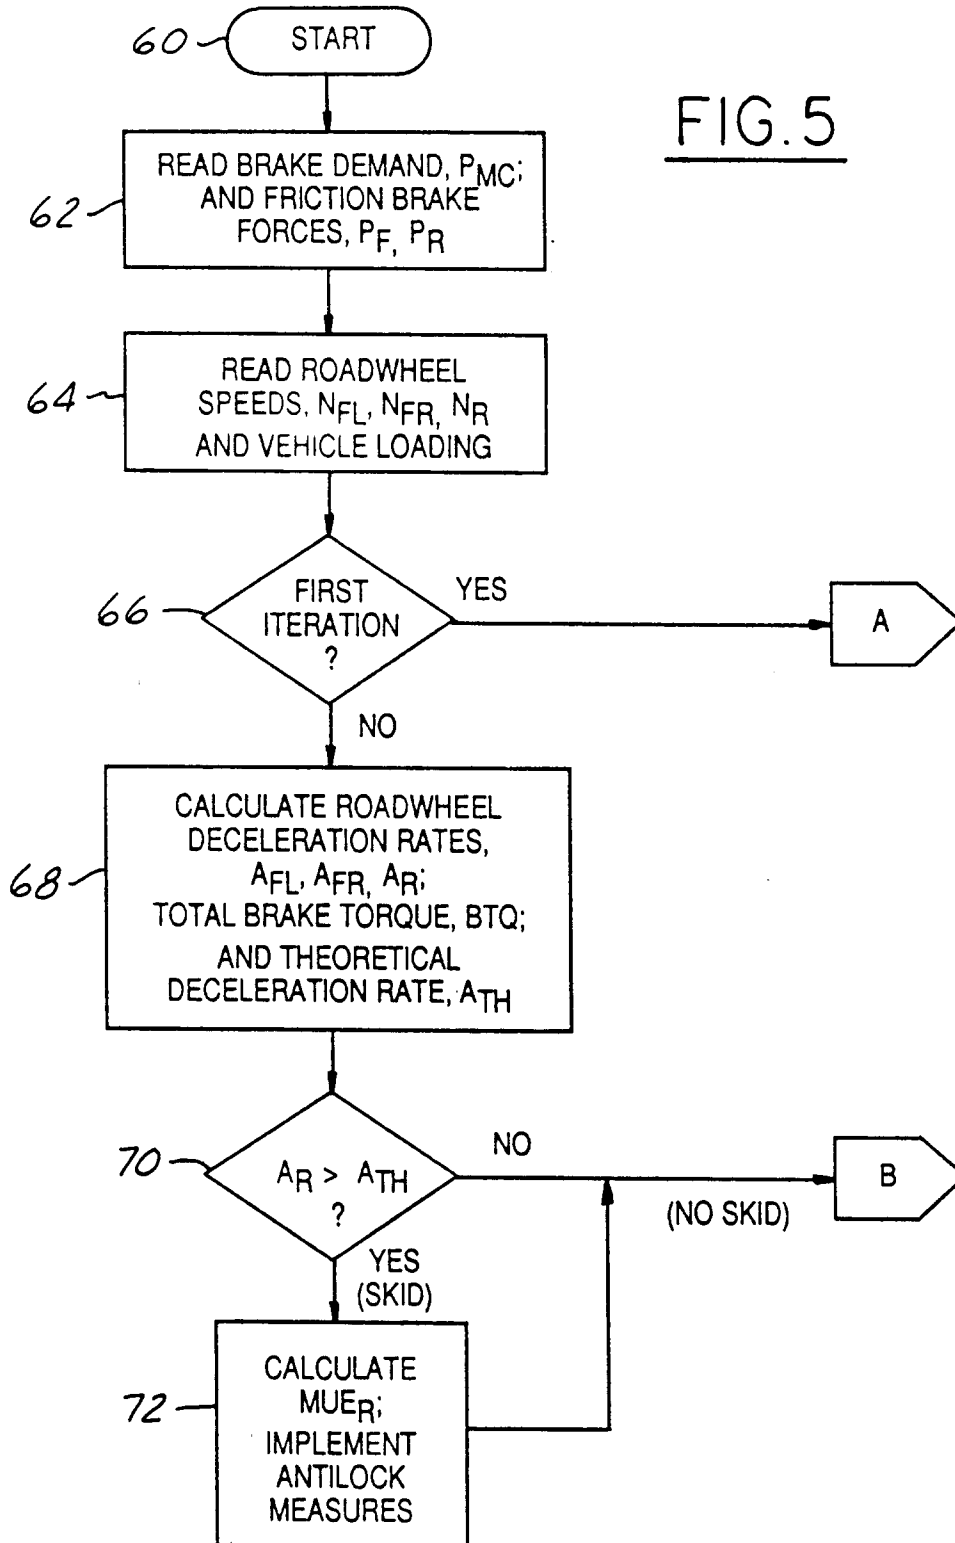 60
START
FIG. 5
62
READ BRAKE DEMAND, PMC;
AND FRICTION BRAKE
FORCES, PF, PR
64
READ ROADWHEEL
SPEEDS, NFL, NFR, NR
AND VEHICLE LOADING
66
FIRST
ITERATION
?
YES
A
NO
68
CALCULATE ROADWHEEL
DECELERATION RATES,
AFL, AFR, AR;
TOTAL BRAKE TORQUE, BTQ;
AND THEORETICAL
DECELERATION RATE, ATH
70
AR > ATH
?
NO
(NO SKID)
B
YES
(SKID)
72
CALCULATE
MUER;
IMPLEMENT
ANTILOCK
MEASURES